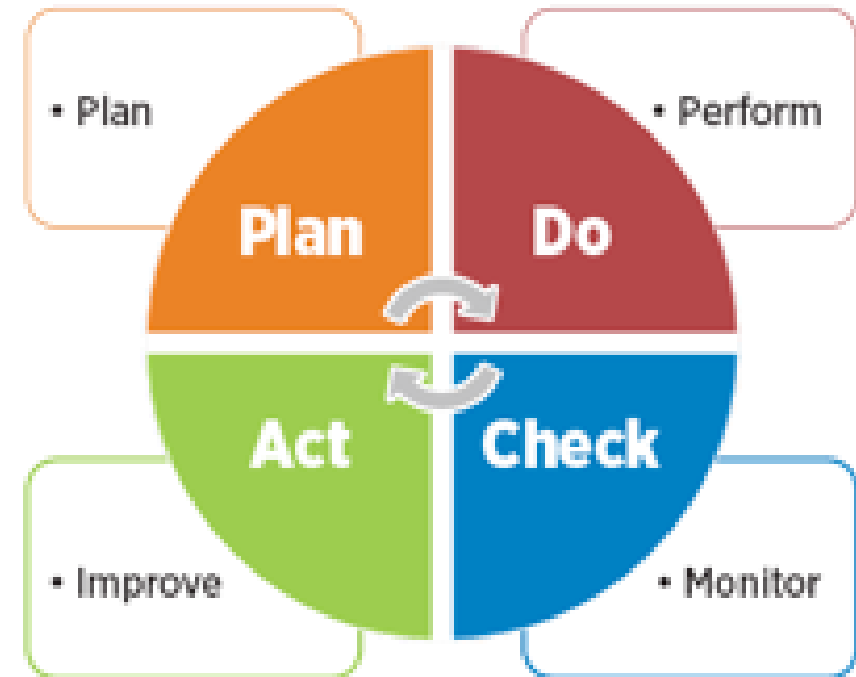 • Plan
• Perform
Plan
Do
Act
Check
• Improve
• Monitor